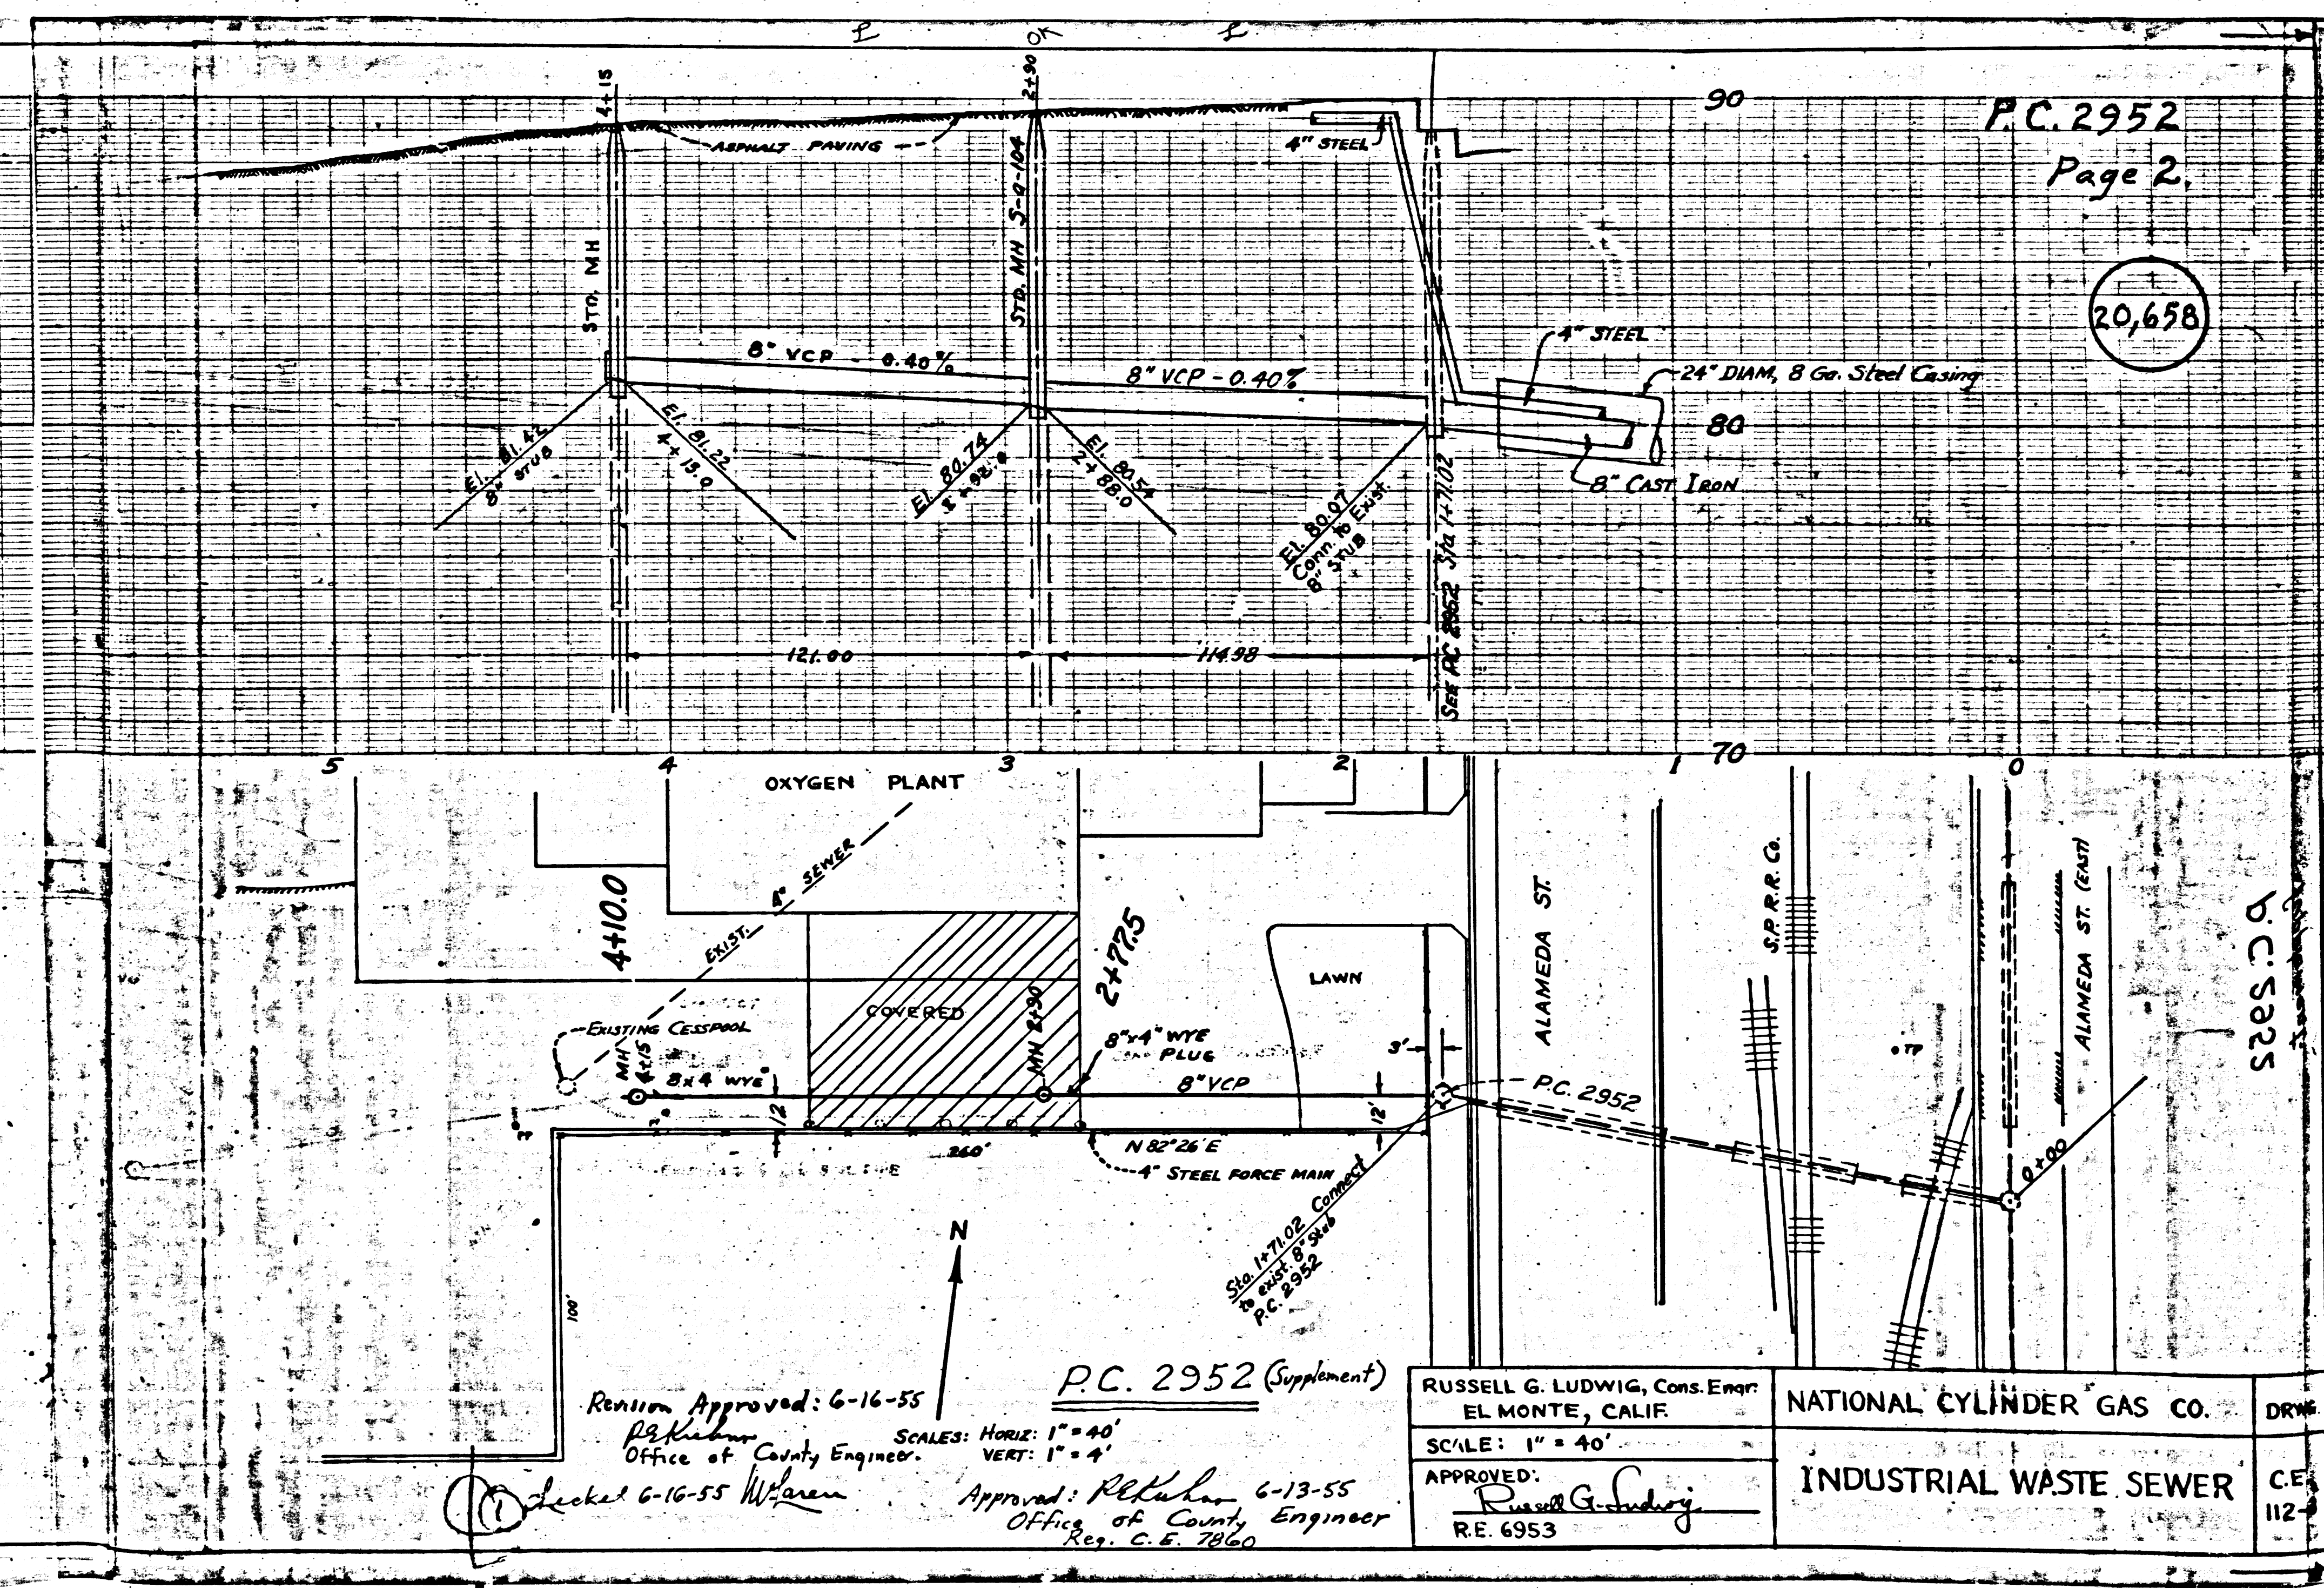 OK
4+15
2+90
90
P.C. 2952
Page 2.
ASPHALT PAVING
4" STEEL
STD. MH
STD. MH S-a-104
20,658
8" VCP - 0.40%
8" VCP - 0.40%
4" STEEL
24" DIAM, 8 Ga. Steel Casing
80
8" CAST IRON
El. 81.42
8" STUB
El. 81.22
4+13.0
El. 80.74
El. 80.54
2+88.0
El. 80.07
Conn. to Exist.
8" STUB
SEE PC 2952 Sta 1+71.02
121.00
114.98
5
4
3
2
1
70
0
OXYGEN PLANT
EXIST. 8" SEWER
4+10.0
2+77.5
COVERED
LAWN
EXISTING CESSPOOL
MH 4+15
MH 2+90
8x4 WYE
8"x4" WYE
PLUG
8" VCP
3'
12'
12'
TP
260'
N 82°26' E
4" STEEL FORCE MAIN
ALAMEDA ST.
S.P.R.R. Co.
ALAMEDA ST. (EAST)
TP
P.C. 2952
0+00
P.C. 2952
Sta. 1+71.02 Connect
to exist. 8" Stub
P.C. 2952
100'
N
P.C. 2952 (Supplement)
Revision Approved: 6-16-55
Office of County Engineer.
SCALES: HORIZ: 1" = 40'
VERT: 1" = 4'
1
6-16-55
Approved: 6-13-55
Office of County Engineer
Reg. C.E. 7860
RUSSELL G. LUDWIG, Cons. Engr.
EL MONTE, CALIF.
SCALE: 1" = 40'
APPROVED:
Russell G. Ludwig
R.E. 6953
NATIONAL CYLINDER GAS CO.
INDUSTRIAL WASTE SEWER
DRWG
C.E.
112-